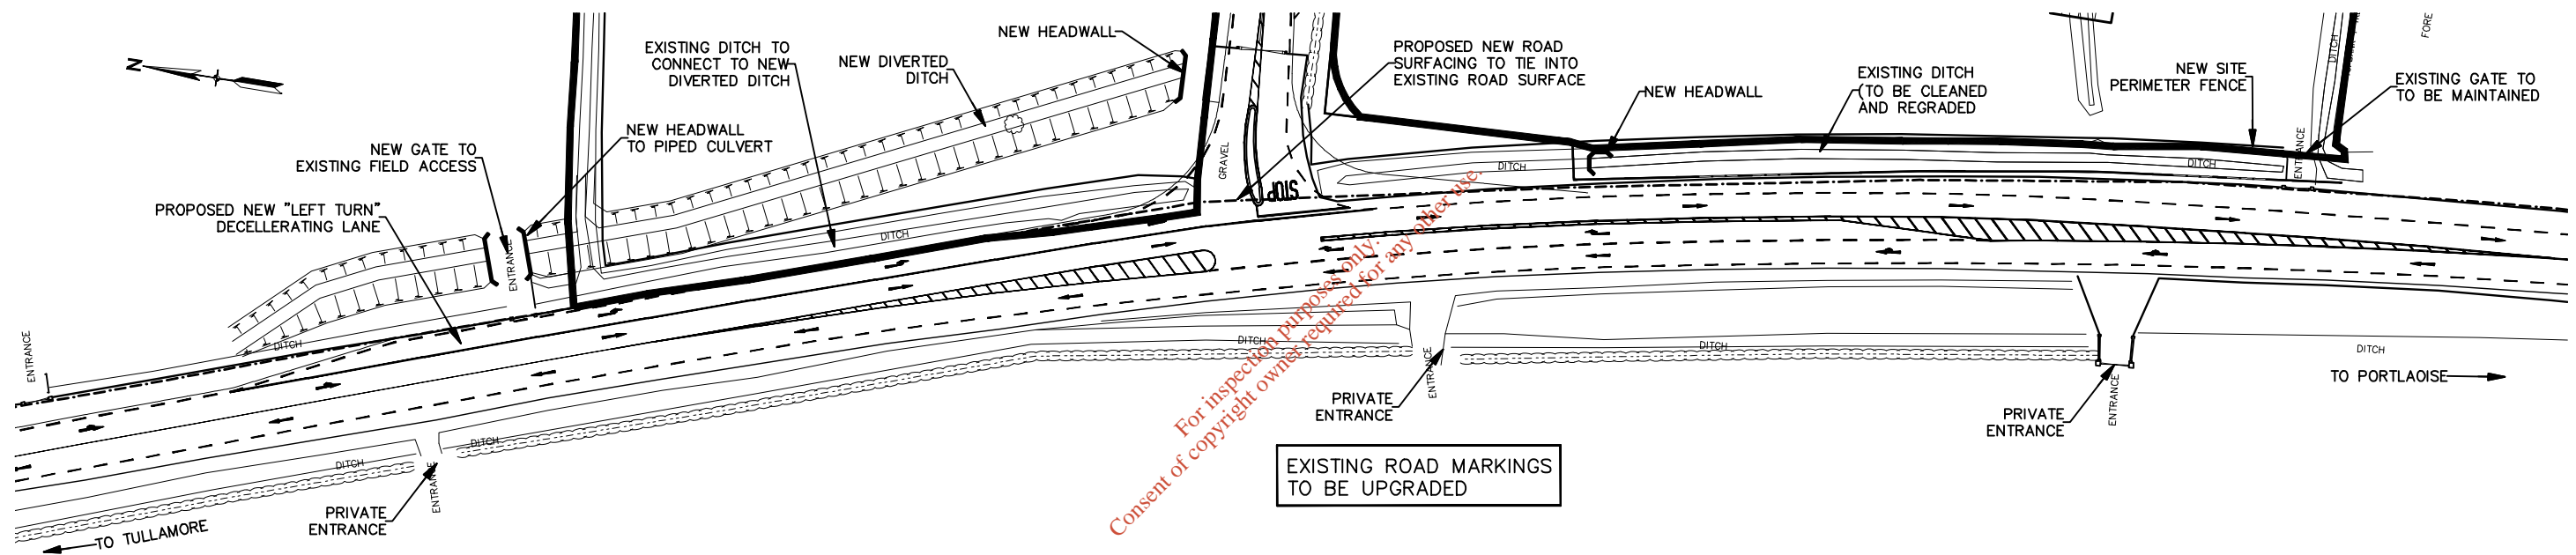 N
NEW HEADWALL
EXISTING DITCH TO
CONNECT TO NEW
DIVERTED DITCH
NEW DIVERTED
DITCH
PROPOSED NEW ROAD
SURFACING TO TIE INTO
EXISTING ROAD SURFACE
NEW HEADWALL
EXISTING DITCH
(TO BE CLEANED
AND REGRADED
NEW SITE
PERIMETER FENCE
EXISTING GATE TO
TO BE MAINTAINED
DITCH
FORE
NEW HEADWALL
TO PIPED CULVERT
NEW GATE TO
EXISTING FIELD ACCESS
PROPOSED NEW "LEFT TURN"
DECELLERATING LANE
GRAVEL
STOP
DITCH
DITCH
ENTRANCE
DITCH
ENTRANCE
ENTRANCE
DITCH
DITCH
DITCH
DITCH
DITCH
DITCH
ENTRANCE
ENTRANCE
ENTRANCE
PRIVATE
ENTRANCE
PRIVATE
ENTRANCE
PRIVATE
ENTRANCE
TO PORTLAOISE
TO TULLAMORE
EXISTING ROAD MARKINGS
TO BE UPGRADED
For inspection purposes only.
Consent of copyright owner required for any other use.